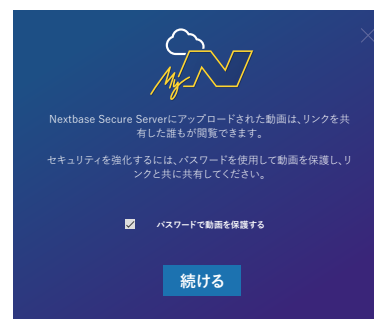 My N
Nextbase Secure Serverにアップロードされた動画は、リンクを共
有した誰もが閲覧できます。
セキュリティを強化するには、パスワードを使用して動画を保護し、リ
ンクと共に共有してください。
パスワードで動画を保護する
続ける